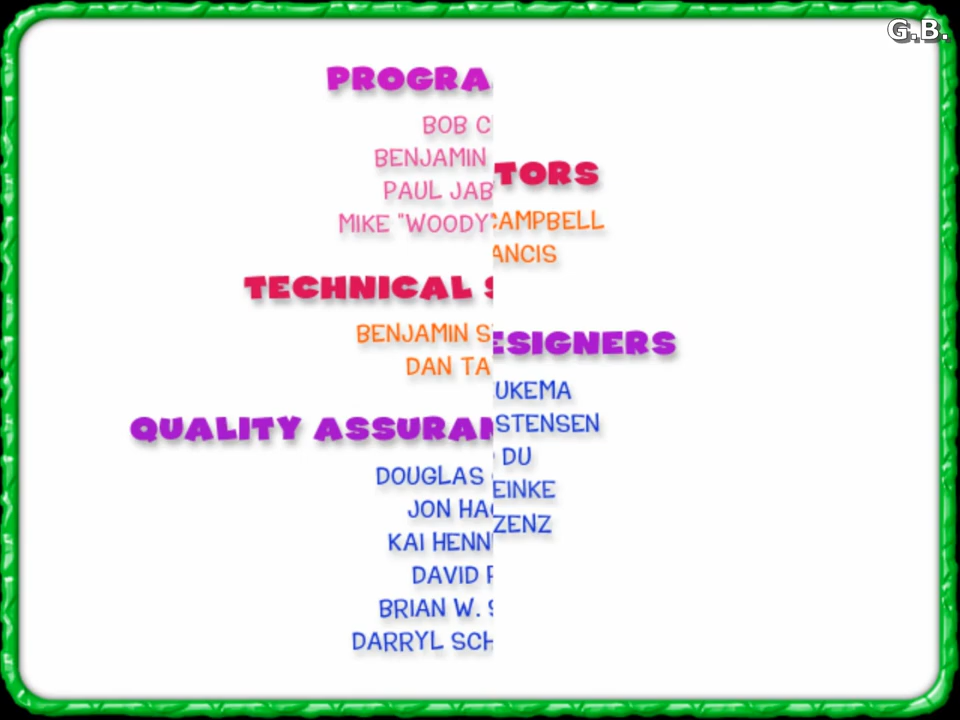 G.B.
PROGRA
BOB C
BENJAMIN
PAUL JAB
MIKE "WOODY"
TECHNICAL S
BENJAMIN S
DAN TA
QUALITY ASSURAN
DOUGLAS
JON HA
KAI HENN
DAVID
BRIAN W.
DARRYL SCH
TORS
CAMPBELL
ANCIS
ESIGNERS
UKEMA
STENSEN
DU
EINKE
ZENZ